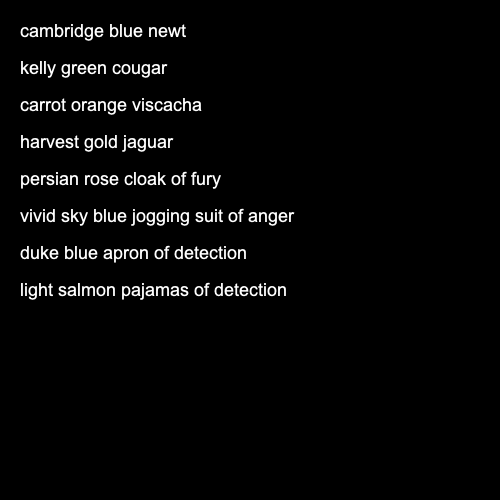 cambridge blue newt
kelly green cougar
carrot orange viscacha
harvest gold jaguar
persian rose cloak of fury
vivid sky blue jogging suit of anger
duke blue apron of detection
light salmon pajamas of detection